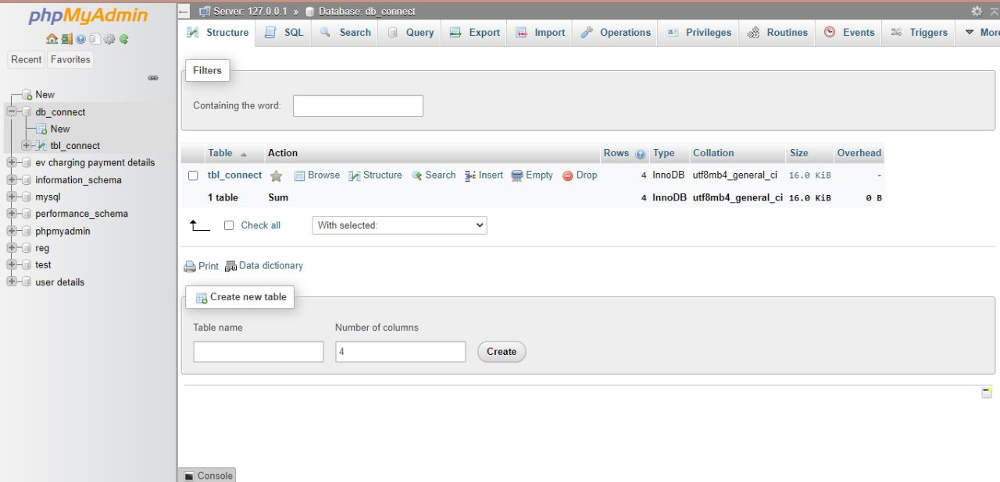 phpMyAdmin
Recent Favorites
New
db_connect
New
tbl_connect
ev charging payment details
information_schema
mysql
performance_schema
phpmyadmin
reg
test
user details
Server: 127.0.0.1 » Database: db_connect
Structure SQL Search Query Export Import Operations Privileges Routines Events Triggers More
Filters
Containing the word:
Table Action Rows Type Collation Size Overhead
tbl_connect Browse Structure Search Insert Empty Drop 4 InnoDB utf8mb4_general_ci 16.0 KiB -
1 table Sum 4 InnoDB utf8mb4_general_ci 16.0 KiB 0 B
Check all With selected:
Print Data dictionary
Create new table
Table name Number of columns
4 Create
Console